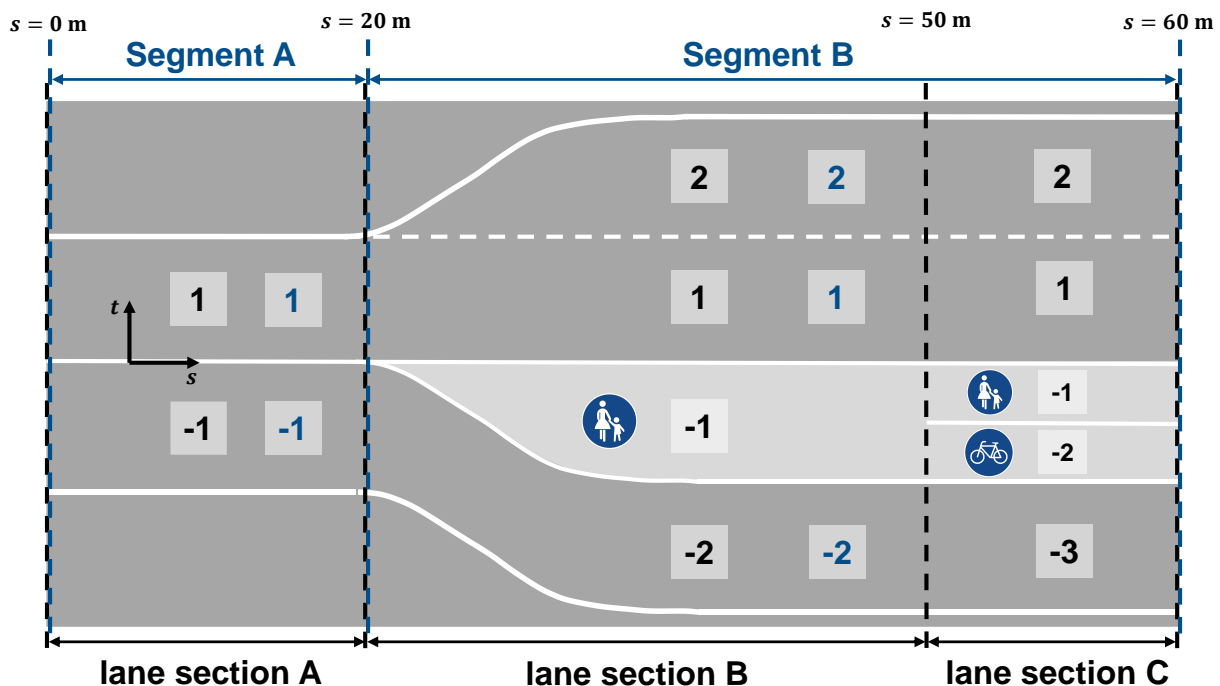 s = 0 m
s = 20 m
s = 50 m
s = 60 m
Segment A
Segment B
2
2
2
1
1
1
1
1
t
s
-1
-1
-1
-1
-2
-2
-2
-3
lane section A
lane section B
lane section C